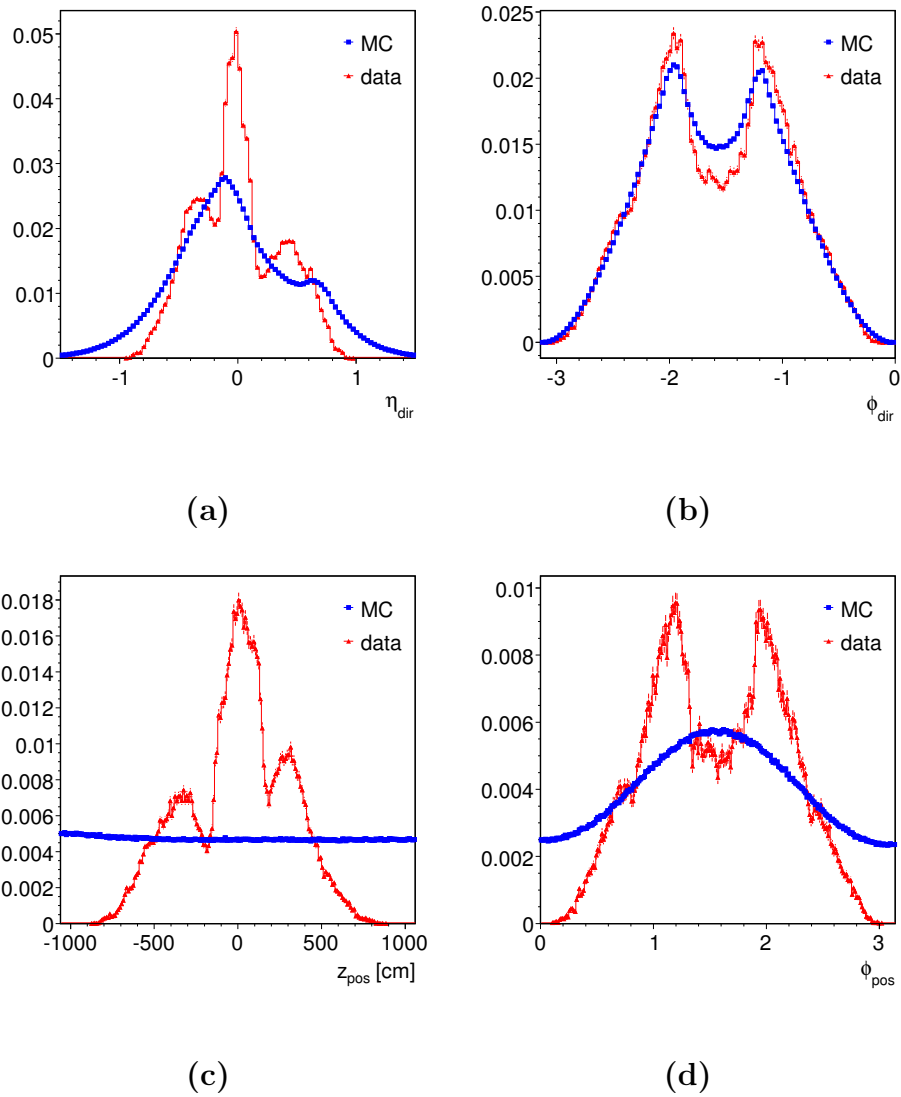 0.05
0.04
0.03
0.02
0.01
0
-1
0
1
η_dir
MC
data
(a)
0.025
0.02
0.015
0.01
0.005
0
-3
-2
-1
0
ϕ_dir
MC
data
(b)
0.018
0.016
0.014
0.012
0.01
0.008
0.006
0.004
0.002
0
-1000
-500
0
500
1000
z_pos [cm]
MC
data
(c)
0.01
0.008
0.006
0.004
0.002
0
0
1
2
3
ϕ_pos
MC
data
(d)